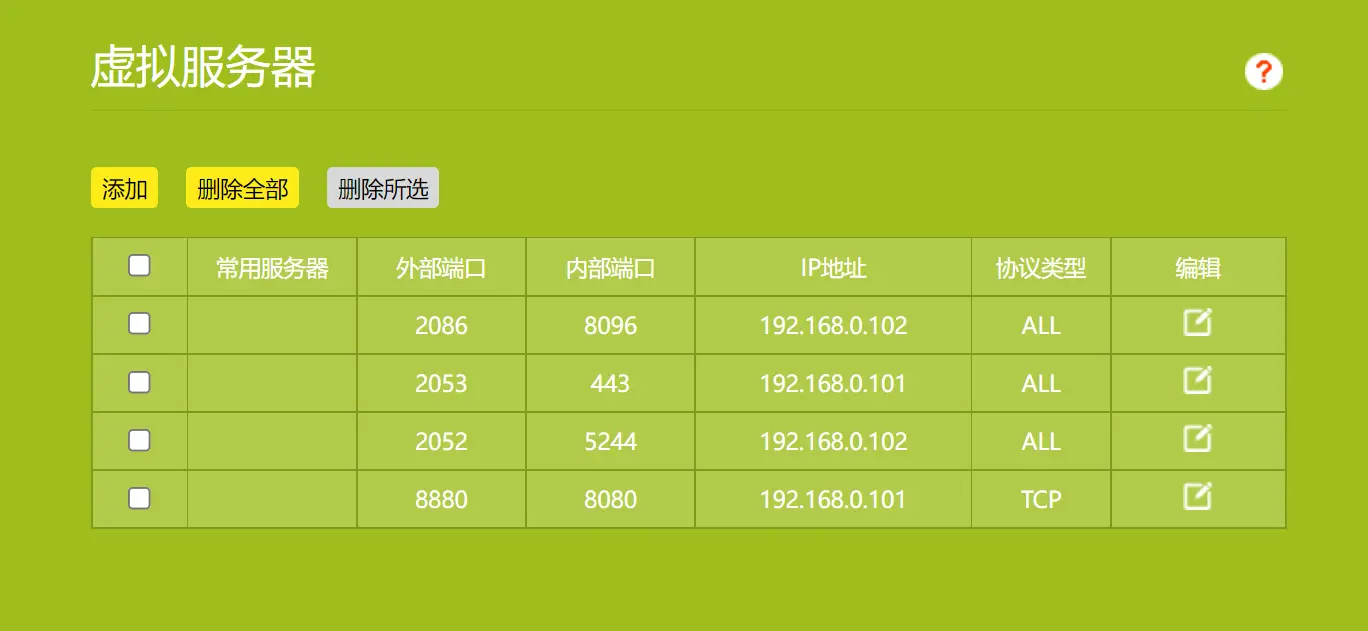 虚拟服务器
?
添加 删除全部 删除所选
常用服务器 外部端口 内部端口 IP地址 协议类型 编辑
2086 8096 192.168.0.102 ALL
2053 443 192.168.0.101 ALL
2052 5244 192.168.0.102 ALL
8880 8080 192.168.0.101 TCP